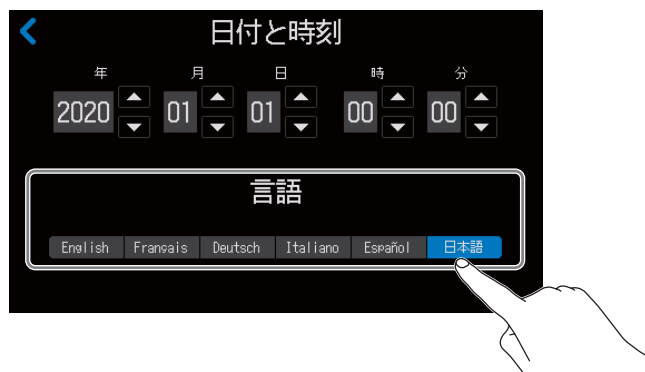 日付と時刻
年 月 日 時 分
2020 01 01 00 00
言語
English Français Deutsch Italiano Español 日本語